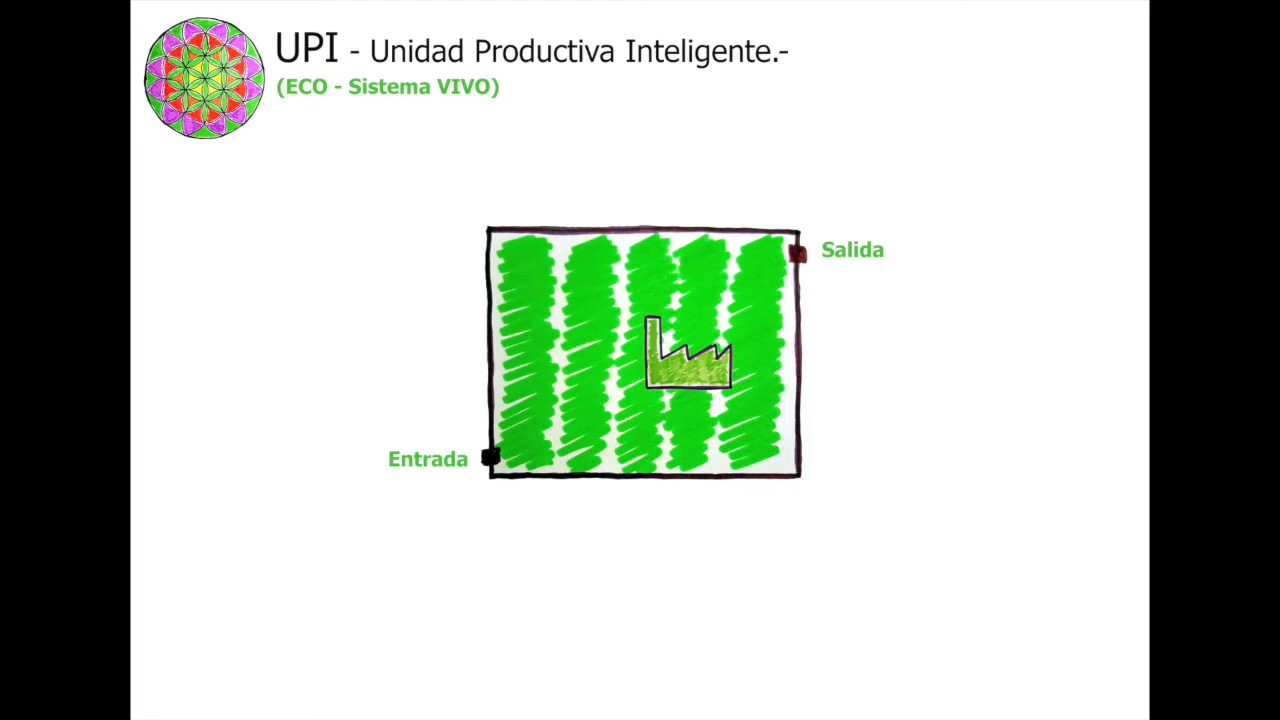 UPI - Unidad Productiva Inteligente.-
(ECO - Sistema VIVO)
Salida
Entrada